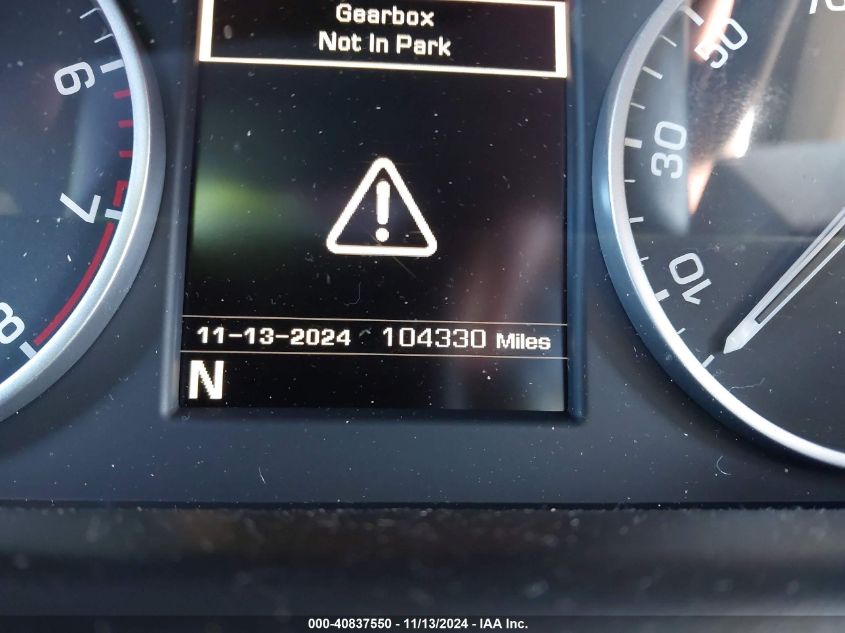 Gearbox
Not In Park
6
7
8
50
30
10
11-13-2024 104330 Miles
N
000-40837550 - 11/13/2024 - IAA Inc.